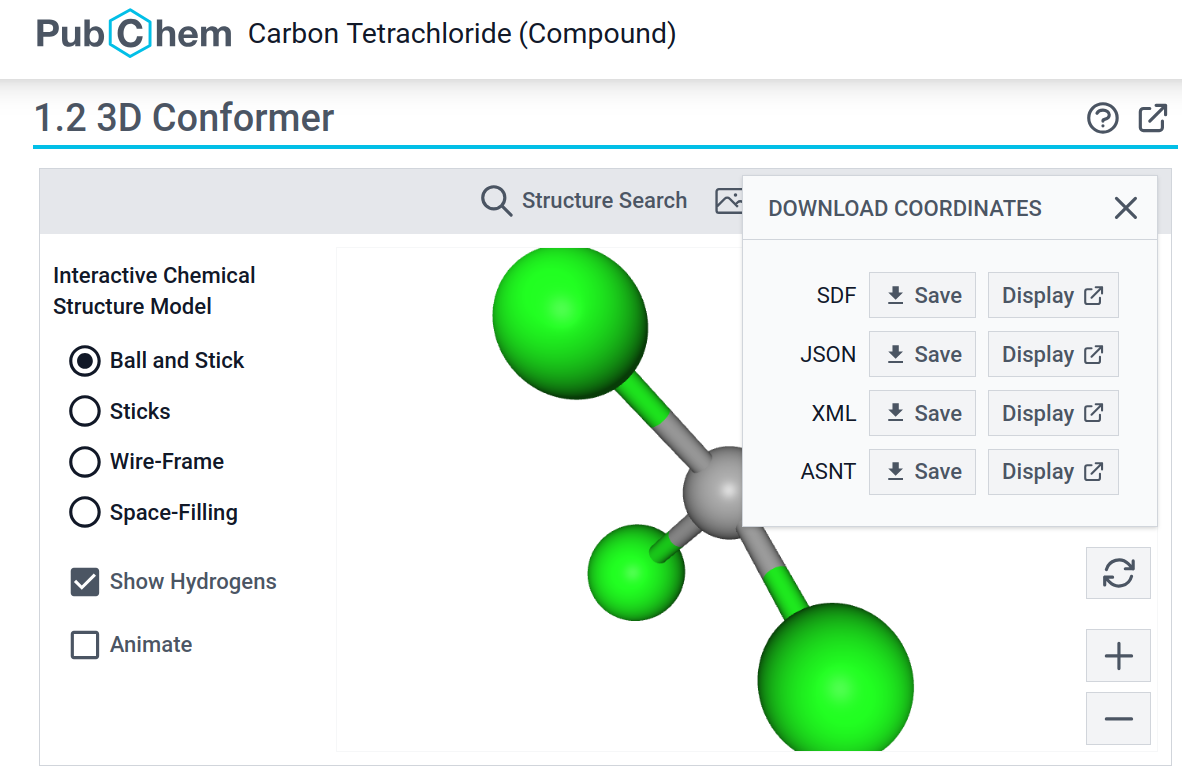 PubChem Carbon Tetrachloride (Compound)
1.2 3D Conformer
Structure Search
DOWNLOAD COORDINATES
Interactive Chemical
Structure Model
Ball and Stick
Sticks
Wire-Frame
Space-Filling
Show Hydrogens
Animate
SDF Save Display
JSON Save Display
XML Save Display
ASNT Save Display